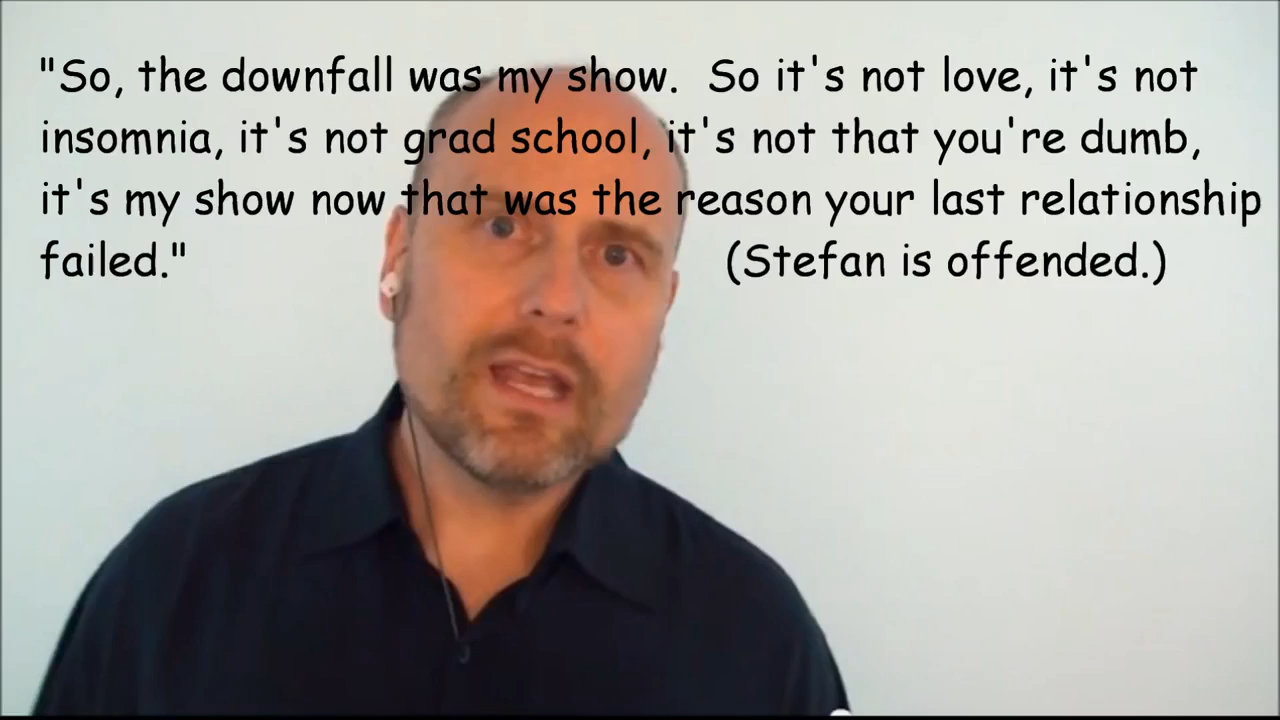 "So, the downfall was my show.  So it's not love, it's not
insomnia, it's not grad school, it's not that you're dumb,
it's my show now that was the reason your last relationship
failed."                    (Stefan is offended.)